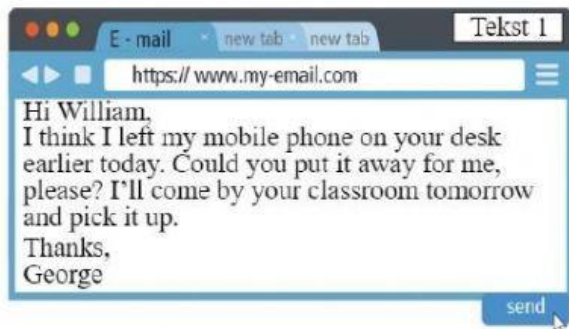 Tekst 1
E - mail × new tab new tab
https:// www.my-email.com
Hi William,
I think I left my mobile phone on your desk
earlier today. Could you put it away for me,
please? I'll come by your classroom tomorrow
and pick it up.
Thanks,
George
send